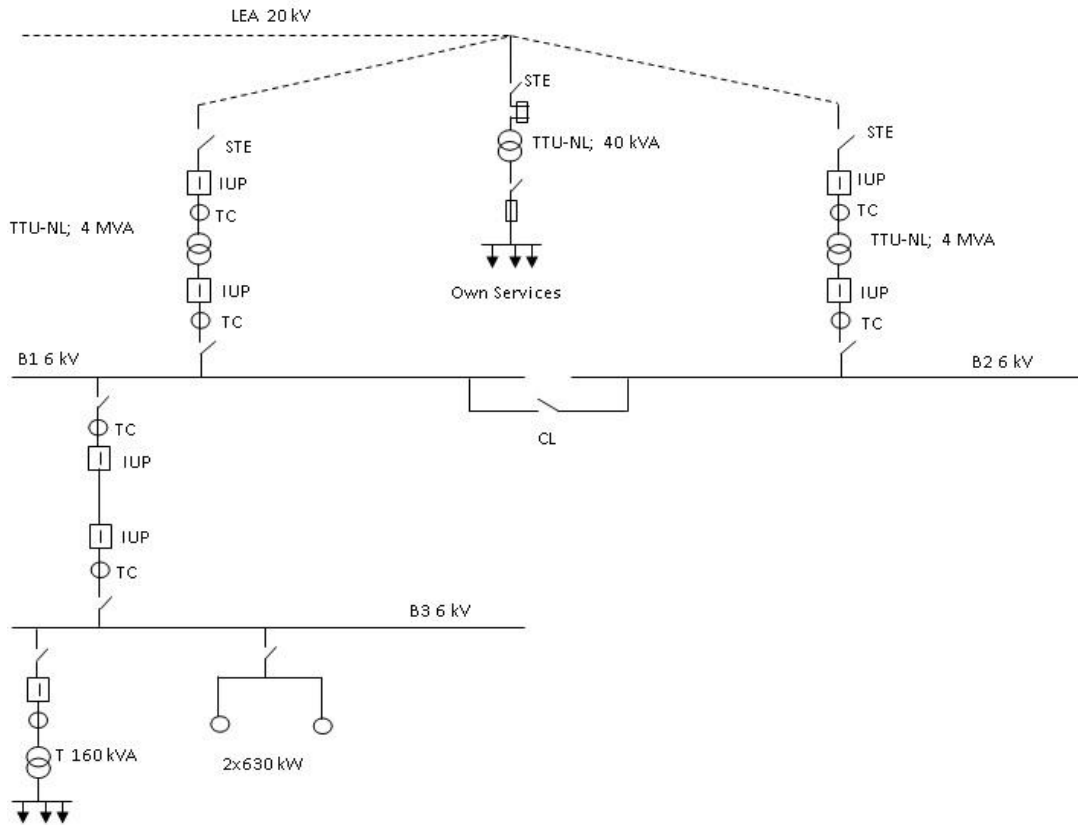 LEA 20 kV
STE
STE
STE
TTU-NL; 40 kVA
IUP
IUP
TC
TC
TTU-NL; 4 MVA
TTU-NL; 4 MVA
IUP
Own Services
IUP
TC
TC
B1 6 kV
B2 6 kV
TC
CL
IUP
IUP
TC
B3 6 kV
T 160 kVA
2x630 kW